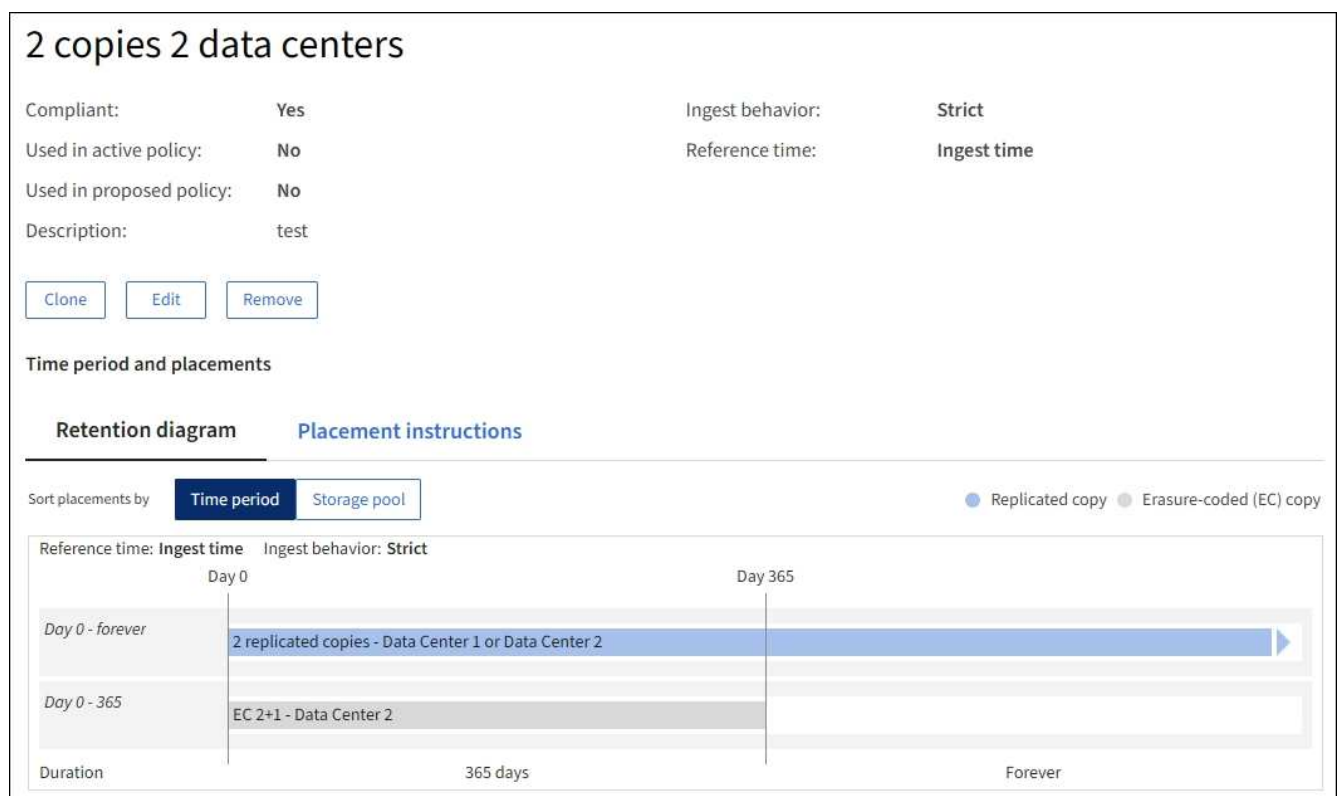 2 copies 2 data centers
Compliant: Yes Ingest behavior: Strict
Used in active policy: No Reference time: Ingest time
Used in proposed policy: No
Description: test
Clone Edit Remove
Time period and placements
Retention diagram Placement instructions
Sort placements by Time period Storage pool Replicated copy Erasure-coded (EC) copy
Reference time: Ingest time Ingest behavior: Strict
Day 0 Day 365
Day 0 - forever
2 replicated copies - Data Center 1 or Data Center 2
Day 0 - 365
EC 2+1 - Data Center 2
Duration 365 days Forever